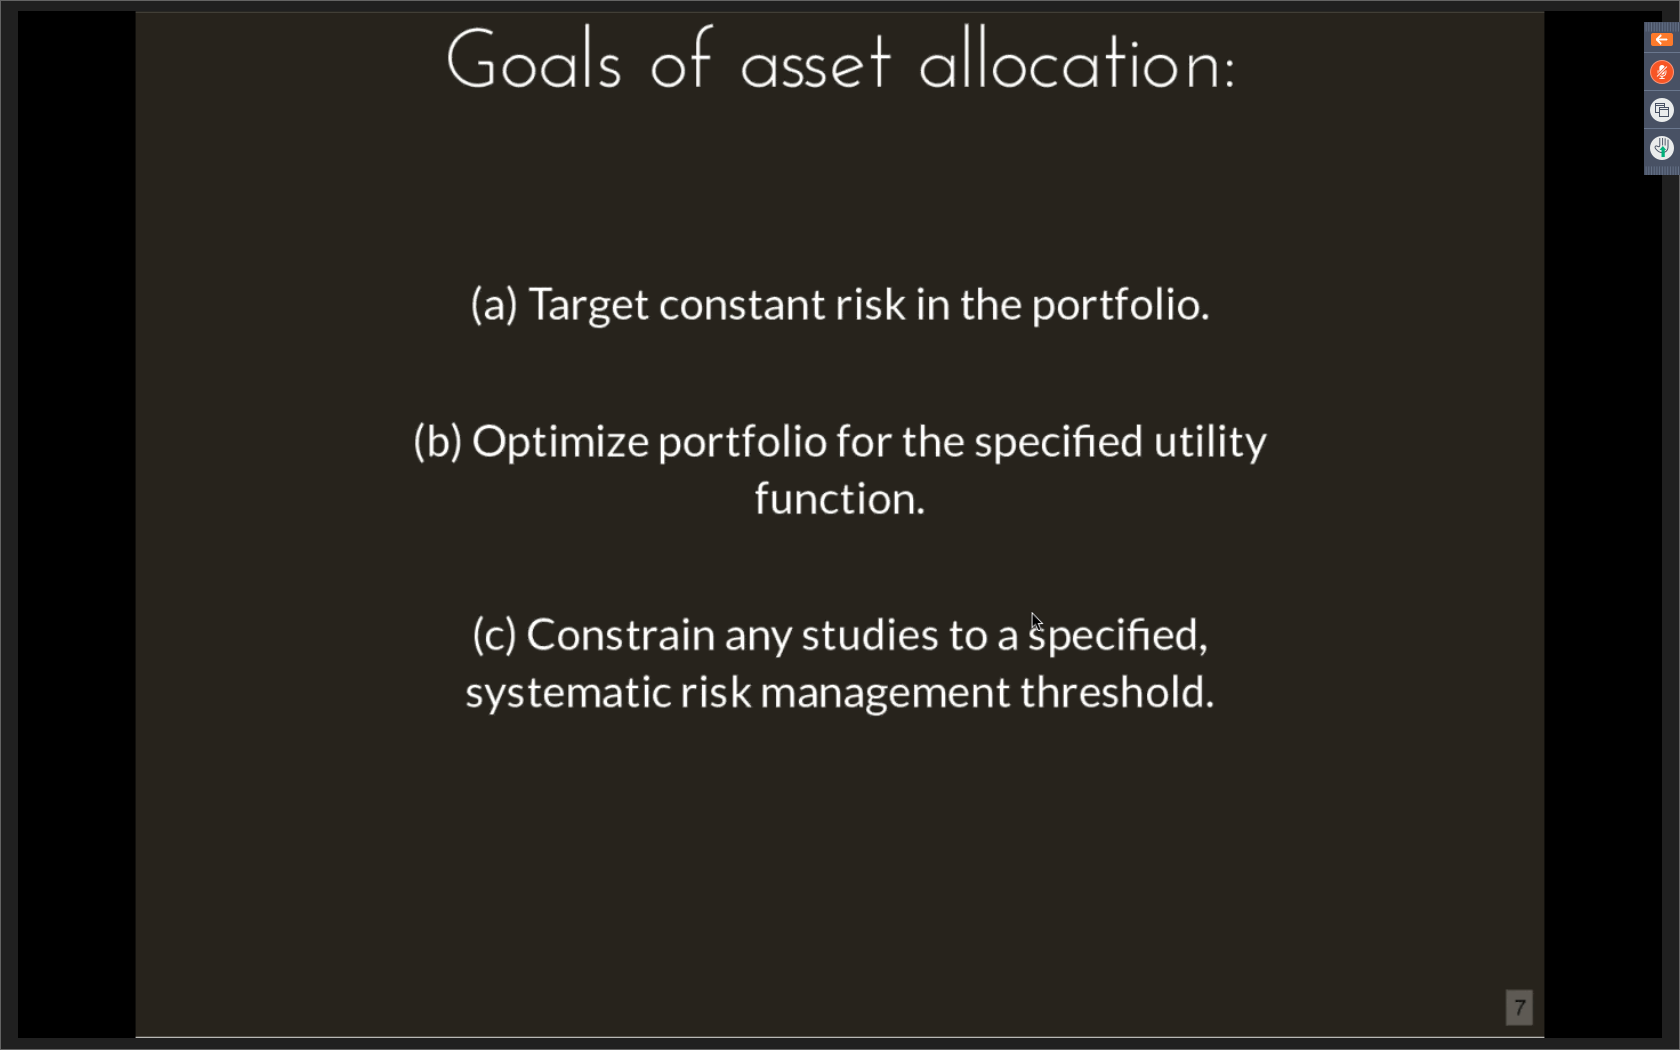 Goals of asset allocation:
(a) Target constant risk in the portfolio.
(b) Optimize portfolio for the specified utility
function.
(c) Constrain any studies to a specified,
systematic risk management threshold.
7